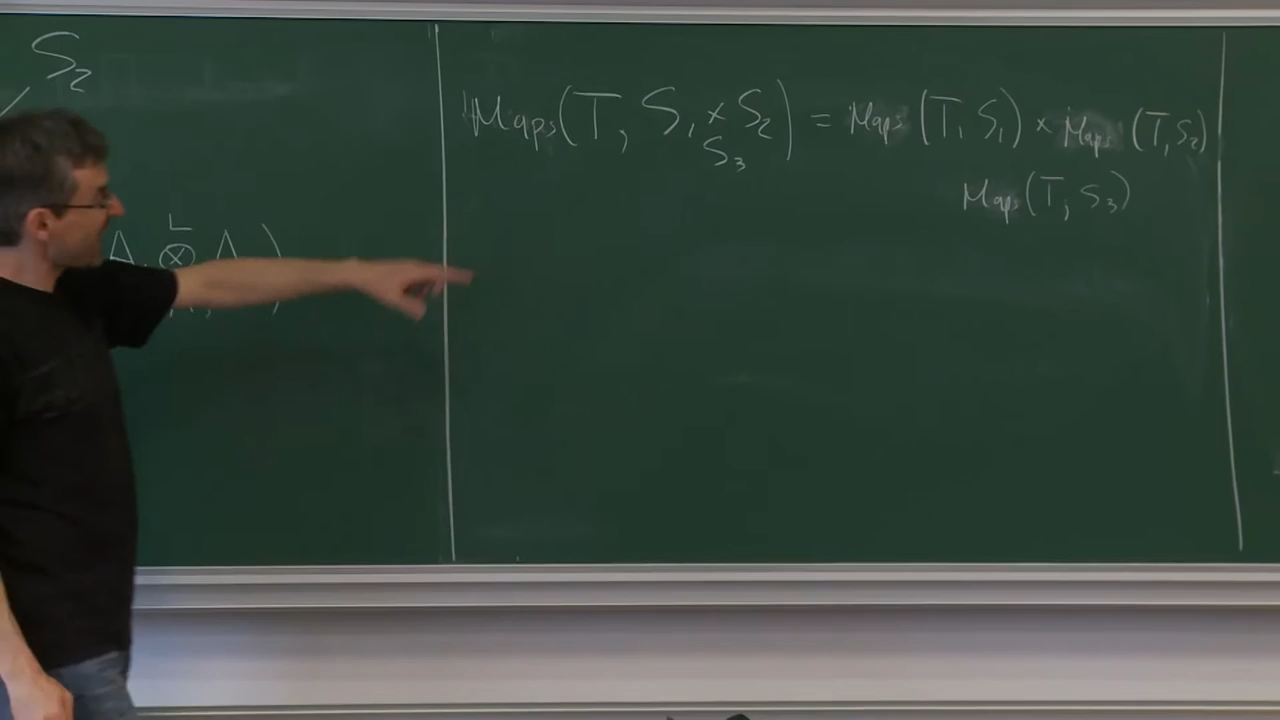 S₂
A ⊗ᴸ A )
Maps(T, S₁ ×_{S₃} S₂) = Maps(T, S₁) ×_{Maps(T, S₃)} Maps(T, S₂)